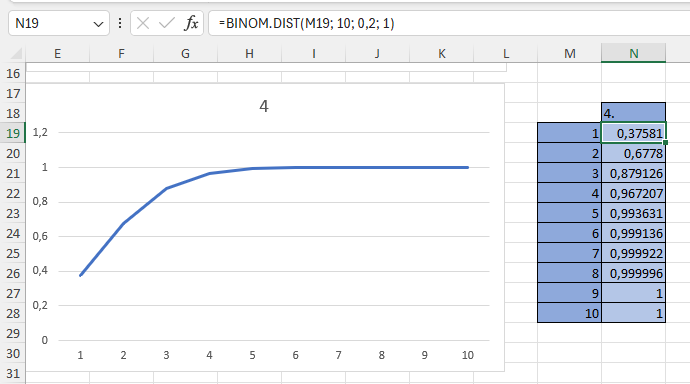 N19 fx =BINOM.DIST(M19; 10; 0,2; 1)
E F G H I J K L M N
16
17
18 4.
19 1 0,37581
20 2 0,6778
21 3 0,879126
22 4 0,967207
23 5 0,993631
24 6 0,999136
25 7 0,999922
26 8 0,999996
27 9 1
28 10 1
29
30
31
4
1,2
1
0,8
0,6
0,4
0,2
0
1 2 3 4 5 6 7 8 9 10